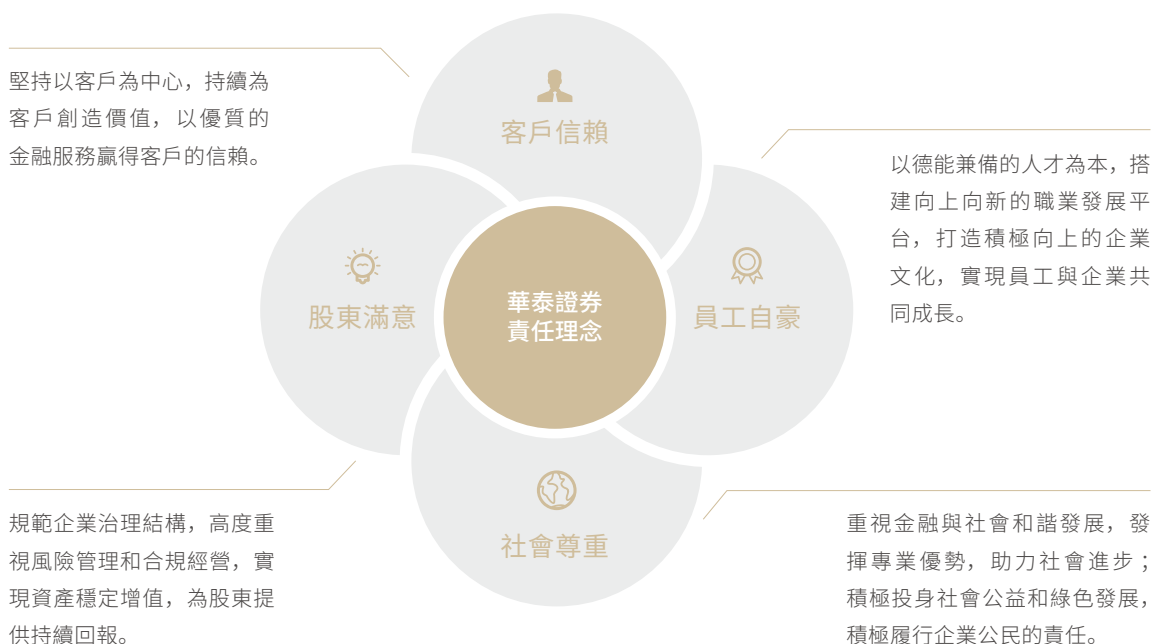 堅持以客戶為中心，持續為
客戶創造價值，以優質的
金融服務贏得客戶的信賴。
客戶信賴
以德能兼備的人才為本，搭
建向上向新的職業發展平
台，打造積極向上的企業
文化，實現員工與企業共
同成長。
股東滿意
華泰證券
責任理念
員工自豪
規範企業治理結構，高度重
視風險管理和合規經營，實
現資產穩定增值，為股東提
供持續回報。
社會尊重
重視金融與社會和諧發展，發
揮專業優勢，助力社會進步；
積極投身社會公益和綠色發展，
積極履行企業公民的責任。